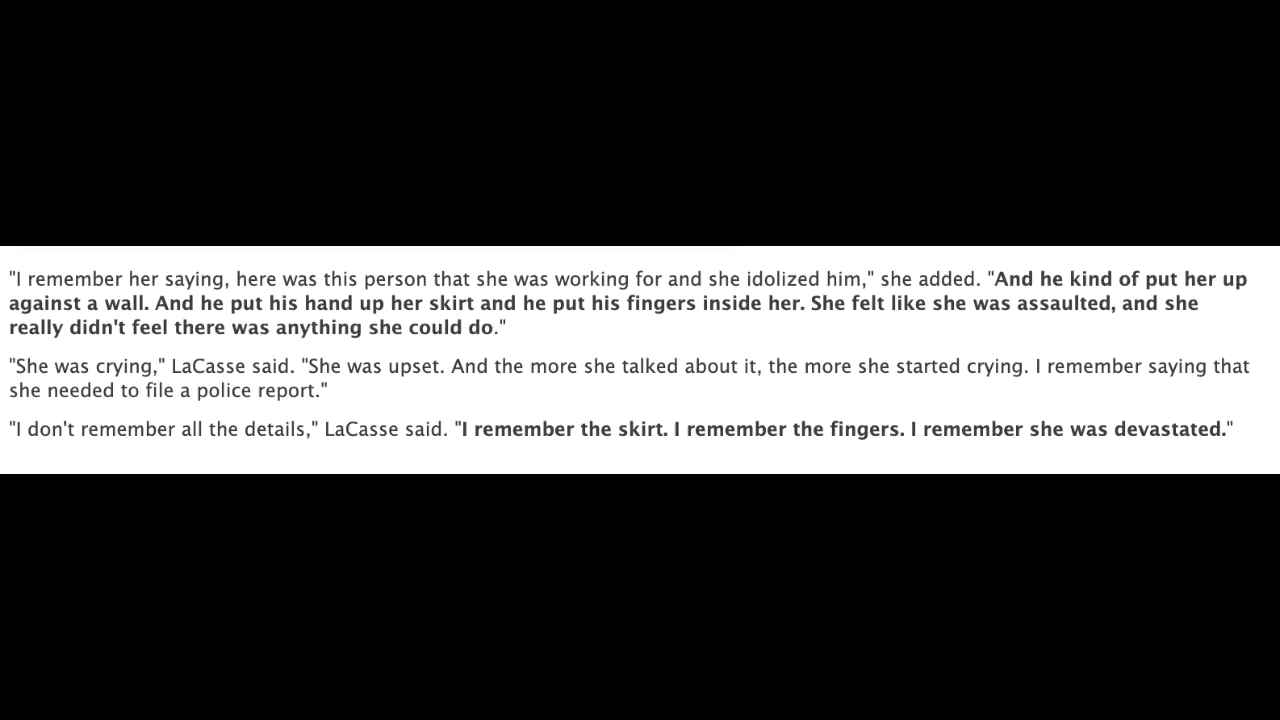 "I remember her saying, here was this person that she was working for and she idolized him," she added. "And he kind of put her up
against a wall. And he put his hand up her skirt and he put his fingers inside her. She felt like she was assaulted, and she
really didn't feel there was anything she could do."
"She was crying," LaCasse said. "She was upset. And the more she talked about it, the more she started crying. I remember saying that
she needed to file a police report."
"I don't remember all the details," LaCasse said. "I remember the skirt. I remember the fingers. I remember she was devastated."